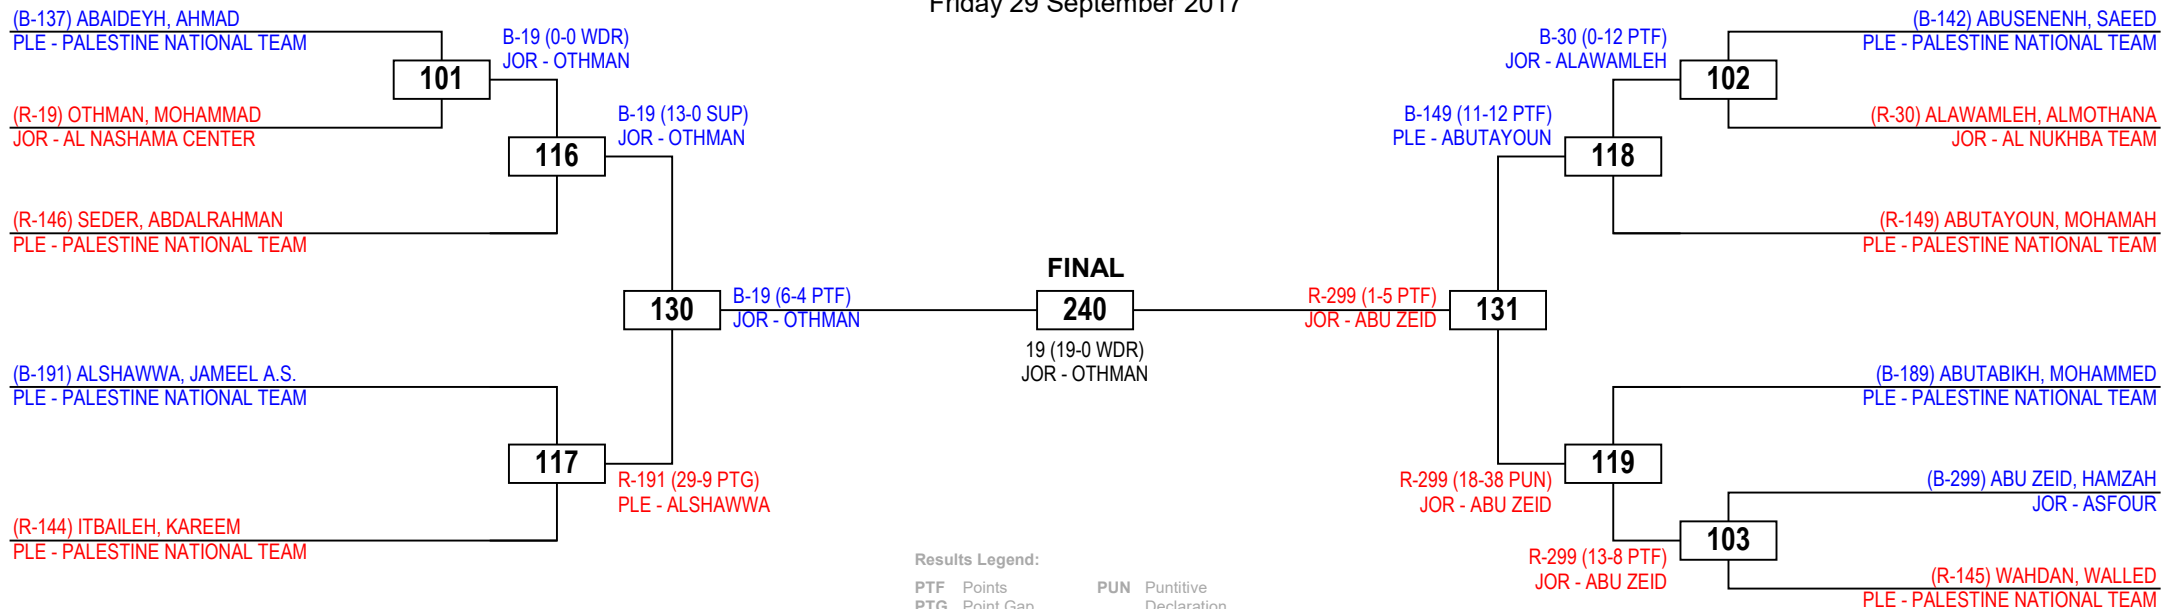 Friday 29 September 2017
(B-137) ABAIDEYH, AHMAD
PLE - PALESTINE NATIONAL TEAM
101
(R-19) OTHMAN, MOHAMMAD
JOR - AL NASHAMA CENTER
B-19 (0-0 WDR)
JOR - OTHMAN
116
(R-146) SEDER, ABDALRAHMAN
PLE - PALESTINE NATIONAL TEAM
B-19 (13-0 SUP)
JOR - OTHMAN
130
B-19 (6-4 PTF)
JOR - OTHMAN
(B-191) ALSHAWWA, JAMEEL A.S.
PLE - PALESTINE NATIONAL TEAM
117
R-191 (29-9 PTG)
PLE - ALSHAWWA
(R-144) ITBAILEH, KAREEM
PLE - PALESTINE NATIONAL TEAM
FINAL
240
19 (19-0 WDR)
JOR - OTHMAN
(B-142) ABUSENENH, SAEED
PLE - PALESTINE NATIONAL TEAM
B-30 (0-12 PTF)
JOR - ALAWAMLEH
102
(R-30) ALAWAMLEH, ALMOTHANA
JOR - AL NUKHBA TEAM
B-149 (11-12 PTF)
PLE - ABUTAYOUN
118
(R-149) ABUTAYOUN, MOHAMAH
PLE - PALESTINE NATIONAL TEAM
R-299 (1-5 PTF)
JOR - ABU ZEID
131
(B-189) ABUTABIKH, MOHAMMED
PLE - PALESTINE NATIONAL TEAM
119
R-299 (18-38 PUN)
JOR - ABU ZEID
(B-299) ABU ZEID, HAMZAH
JOR - ASFOUR
103
R-299 (13-8 PTF)
JOR - ABU ZEID
(R-145) WAHDAN, WALLED
PLE - PALESTINE NATIONAL TEAM
Results Legend:
PTF Points
PUN Puntitive
PTG Point Gap
Declaration